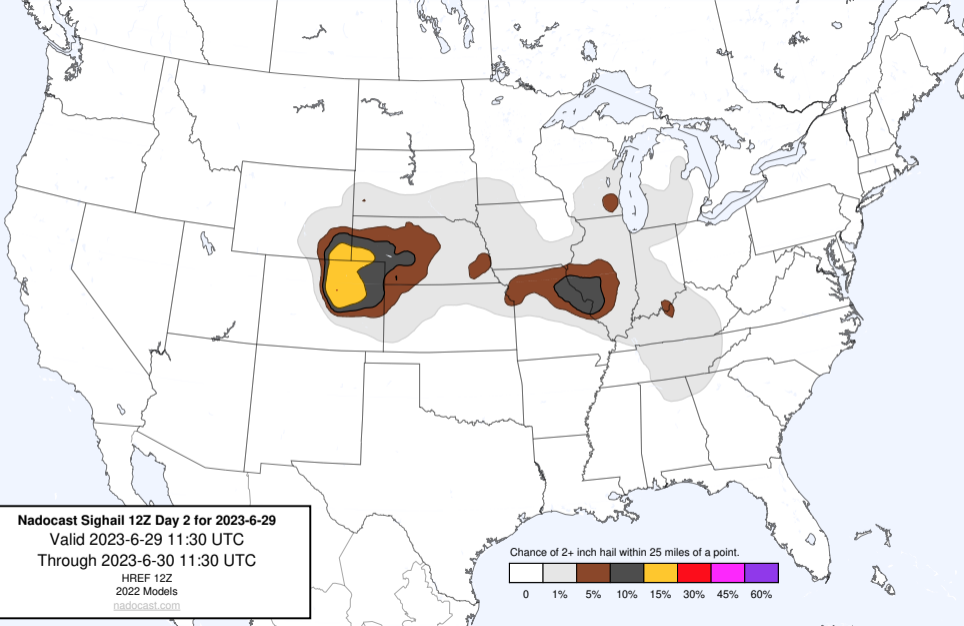 Nadocast Sighail 12Z Day 2 for 2023-6-29
Valid 2023-6-29 11:30 UTC
Through 2023-6-30 11:30 UTC
HREF 12Z
2022 Models
nadocast.com
Chance of 2+ inch hail within 25 miles of a point.
0 1% 5% 10% 15% 30% 45% 60%